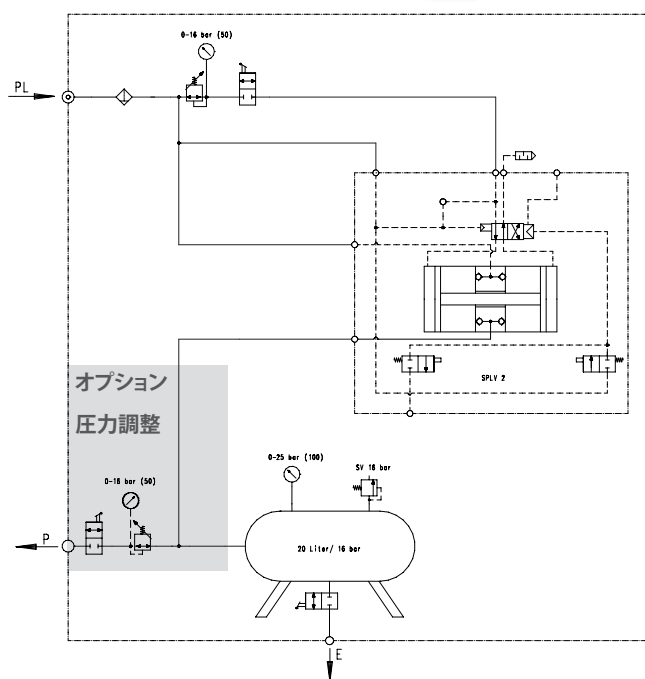 0-16 bar (50)
PL
SPLV 2
オプション
圧力調整
0-16 bar (50)
0-25 bar (100)
SV 16 bar
P
20 Liter/ 16 bar
E